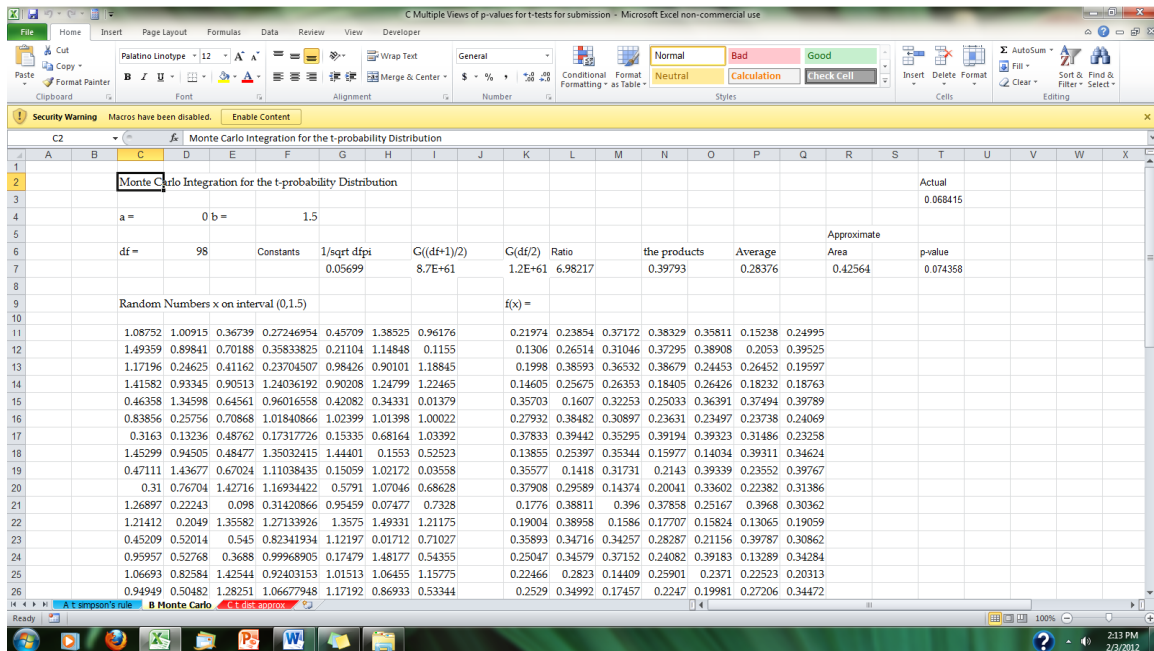 C Multiple Views of p-values for t-tests for submission - Microsoft Excel non-commercial use
File Home Insert Page Layout Formulas Data Review View Developer
Cut Palatino Linotype 12 Wrap Text General Normal Bad Good AutoSum
Copy Fill
Paste Format Painter B I U Merge & Center $ % , Conditional Formatting Format as Table Neutral Calculation Check Cell Insert Delete Format Clear Sort & Filter Find & Select
Clipboard Font Alignment Number Styles Cells Editing
Security Warning Macros have been disabled. Enable Content
C2 fx Monte Carlo Integration for the t-probability Distribution
A B C D E F G H I J K L M N O P Q R S T U V W X
1
2 Monte Carlo Integration for the t-probability Distribution Actual
3 0.068415
4 a = 0 b = 1.5
5 Approximate
6 df = 98 Constants 1/sqrt dfpi G((df+1)/2) G(df/2) Ratio the products Average Area p-value
7 0.05699 8.7E+61 1.2E+61 6.98217 0.39793 0.28376 0.42564 0.074358
8
9 Random Numbers x on interval (0,1.5) f(x) =
10
11 1.08752 1.00915 0.36739 0.27246954 0.45709 1.38525 0.96176 0.21974 0.23854 0.37172 0.38329 0.35811 0.15238 0.24995
12 1.49359 0.89841 0.70188 0.35833825 0.21104 1.14848 0.1155 0.1306 0.26514 0.31046 0.37295 0.38908 0.2053 0.39525
13 1.17196 0.24625 0.41162 0.23704507 0.98426 0.90101 1.18845 0.1998 0.38593 0.36532 0.38679 0.24453 0.26452 0.19597
14 1.41582 0.93345 0.90513 1.24036192 0.90208 1.24799 1.22465 0.14605 0.25675 0.26353 0.18405 0.26426 0.18232 0.18763
15 0.46358 1.34598 0.64561 0.96016558 0.42082 0.34331 0.01379 0.35703 0.1607 0.32253 0.25033 0.36391 0.37494 0.39789
16 0.83856 0.25756 0.70868 1.01840866 1.02399 1.01398 1.00022 0.27932 0.38482 0.30897 0.23631 0.23497 0.23738 0.24069
17 0.3163 0.13236 0.48762 0.17317726 0.15335 0.68164 1.03392 0.37833 0.39442 0.35295 0.39194 0.39323 0.31486 0.23258
18 1.45299 0.94505 0.48477 1.35032415 1.44401 0.1553 0.52523 0.13855 0.25397 0.35344 0.15977 0.14034 0.39311 0.34624
19 0.47111 1.43677 0.67024 1.11038435 0.15059 1.02172 0.03558 0.35577 0.1418 0.31731 0.2143 0.39339 0.23552 0.39767
20 0.31 0.76704 1.42716 1.16934422 0.5791 1.07046 0.68628 0.37908 0.29589 0.14374 0.20041 0.33602 0.22382 0.31386
21 1.26897 0.22243 0.098 0.31420866 0.95459 0.07477 0.7328 0.1776 0.38811 0.396 0.37858 0.25167 0.3968 0.30362
22 1.21412 0.2049 1.35582 1.27133926 1.3575 1.49331 1.21175 0.19004 0.38958 0.1586 0.17707 0.15824 0.13065 0.19059
23 0.45209 0.52014 0.545 0.82341934 1.12197 0.01712 0.71027 0.35893 0.34716 0.34257 0.28287 0.21156 0.39787 0.30862
24 0.95957 0.52768 0.3688 0.99968905 0.17479 1.48177 0.54355 0.25047 0.34579 0.37152 0.24082 0.39183 0.13289 0.34284
25 1.06693 0.82584 1.42544 0.92403153 1.01513 1.06455 1.15775 0.22466 0.2823 0.14409 0.25901 0.2371 0.22523 0.20313
26 0.94949 0.50482 1.28251 1.06677948 1.17192 0.86933 0.53344 0.2529 0.34992 0.17457 0.2247 0.19981 0.27206 0.34472
A t simpson's rule B Monte Carlo C t dist approx
Ready 100%
2:13 PM
2/3/2012